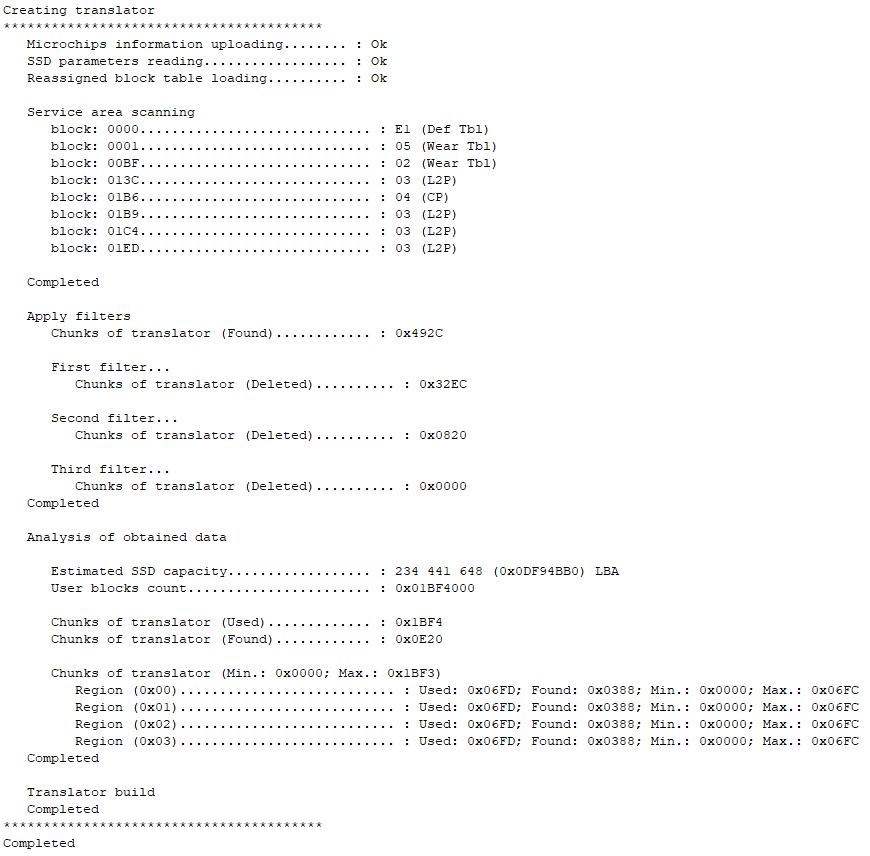 Creating translator
****************************************
Microchips information uploading........ : Ok
SSD parameters reading.................. : Ok
Reassigned block table loading.......... : Ok
Service area scanning
block: 0000............................. : E1 (Def Tbl)
block: 0001............................. : 05 (Wear Tbl)
block: 00BF............................. : 02 (Wear Tbl)
block: 013C............................. : 03 (L2P)
block: 01B6............................. : 04 (CP)
block: 01B9............................. : 03 (L2P)
block: 01C4............................. : 03 (L2P)
block: 01ED............................. : 03 (L2P)
Completed
Apply filters
Chunks of translator (Found)............ : 0x492C
First filter...
Chunks of translator (Deleted).......... : 0x32EC
Second filter...
Chunks of translator (Deleted).......... : 0x0820
Third filter...
Chunks of translator (Deleted).......... : 0x0000
Completed
Analysis of obtained data
Estimated SSD capacity.................. : 234 441 648 (0x0DF94BB0) LBA
User blocks count....................... : 0x01BF4000
Chunks of translator (Used)............. : 0x1BF4
Chunks of translator (Found)............ : 0x0E20
Chunks of translator (Min.: 0x0000; Max.: 0x1BF3)
Region (0x00)........................... : Used: 0x06FD; Found: 0x0388; Min.: 0x0000; Max.: 0x06FC
Region (0x01)........................... : Used: 0x06FD; Found: 0x0388; Min.: 0x0000; Max.: 0x06FC
Region (0x02)........................... : Used: 0x06FD; Found: 0x0388; Min.: 0x0000; Max.: 0x06FC
Region (0x03)........................... : Used: 0x06FD; Found: 0x0388; Min.: 0x0000; Max.: 0x06FC
Completed
Translator build
Completed
****************************************
Completed